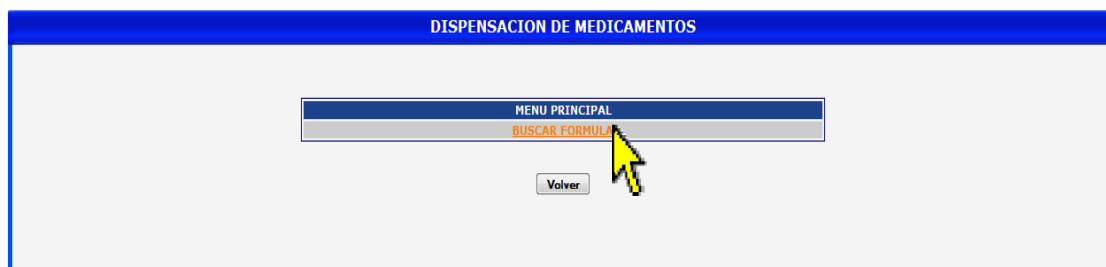 DISPENSACION DE MEDICAMENTOS
MENU PRINCIPAL
BUSCAR FORMULA
Volver